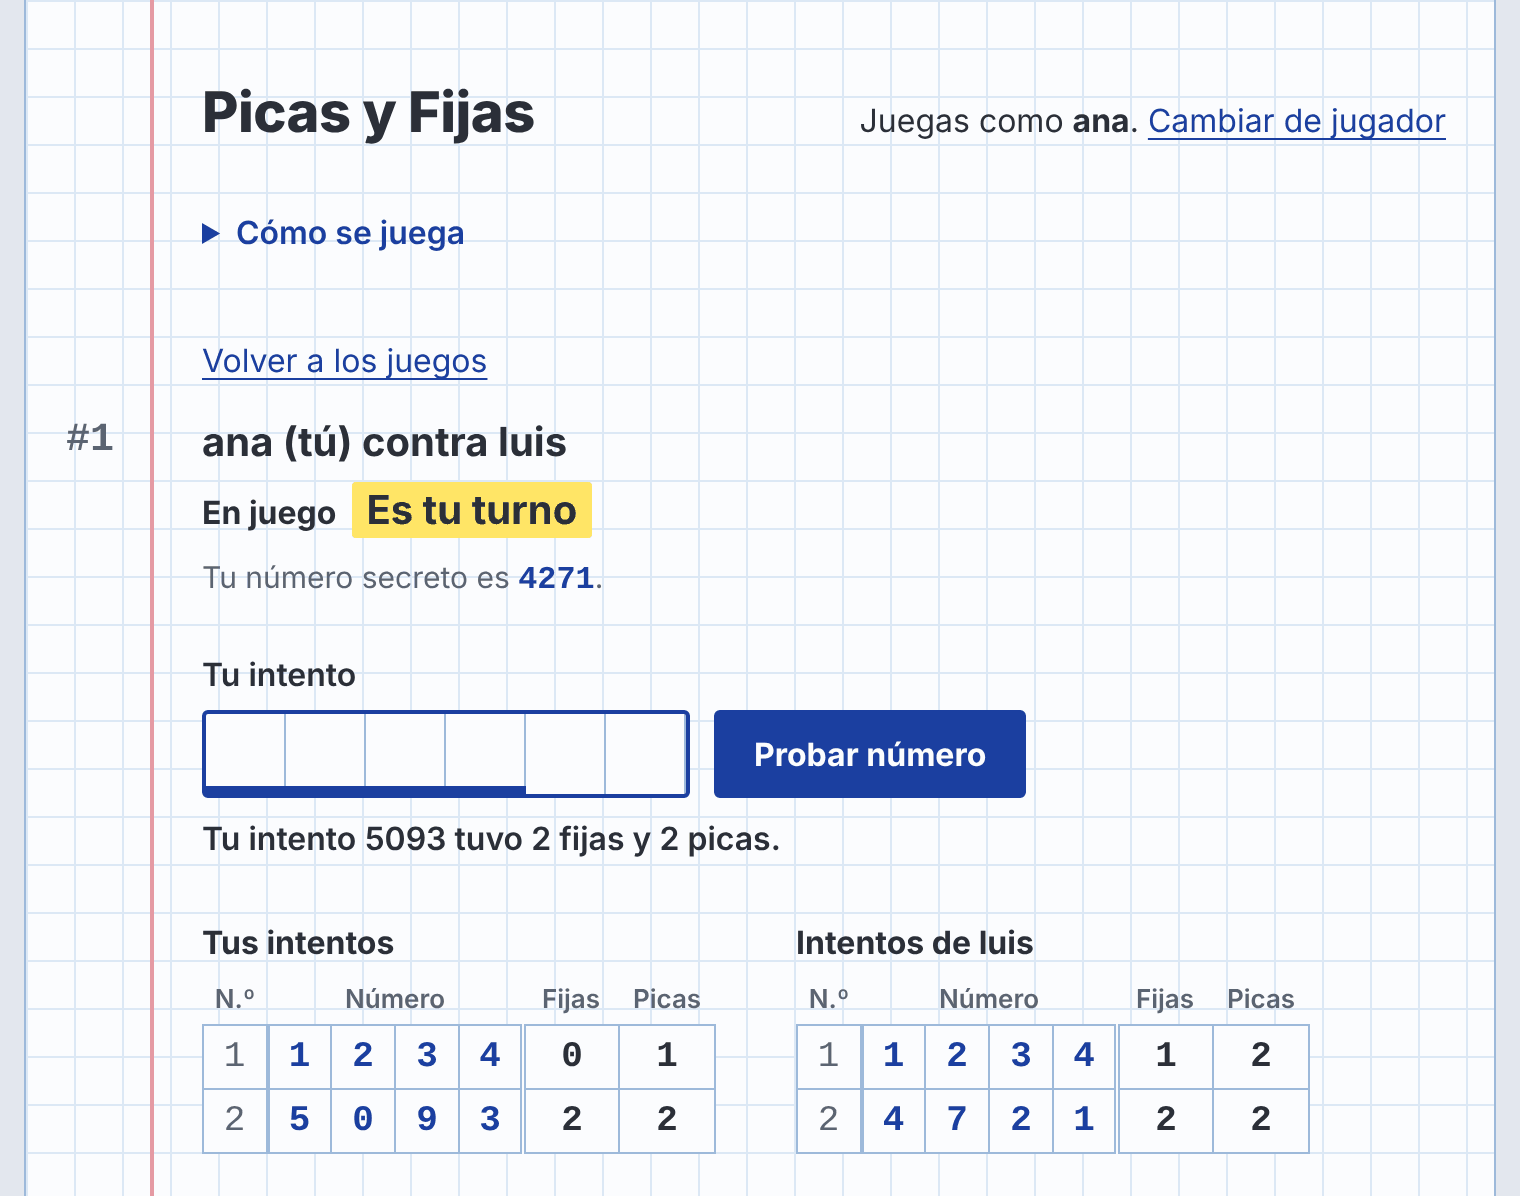 Picas y Fijas
Juegas como ana. Cambiar de jugador
Cómo se juega
Volver a los juegos
#1
ana (tú) contra luis
En juego Es tu turno
Tu número secreto es 4271.
Tu intento
Probar número
Tu intento 5093 tuvo 2 fijas y 2 picas.
Tus intentos
N.º Número Fijas Picas
1 1 2 3 4 0 1
2 5 0 9 3 2 2
Intentos de luis
N.º Número Fijas Picas
1 1 2 3 4 1 2
2 4 7 2 1 2 2